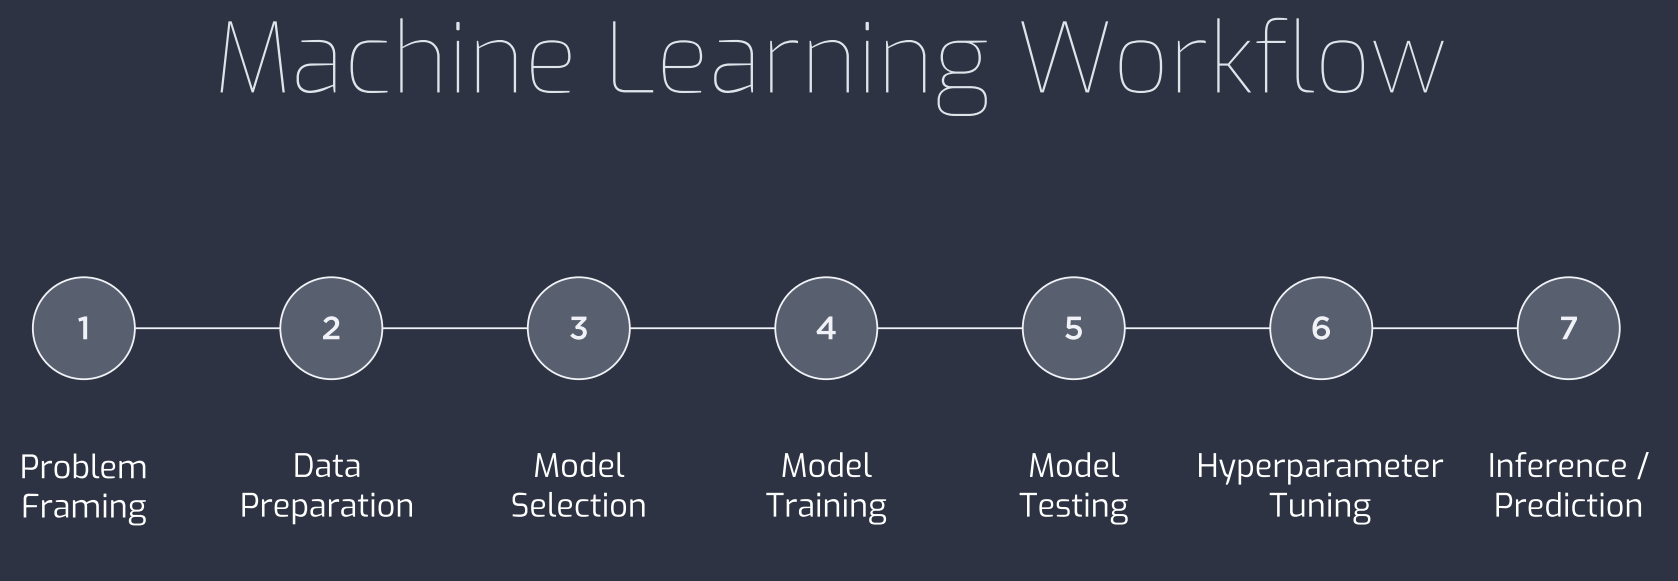 Machine Learning Workflow
1
2
3
4
5
6
7
Problem
Framing
Data
Preparation
Model
Selection
Model
Training
Model
Testing
Hyperparameter
Tuning
Inference /
Prediction